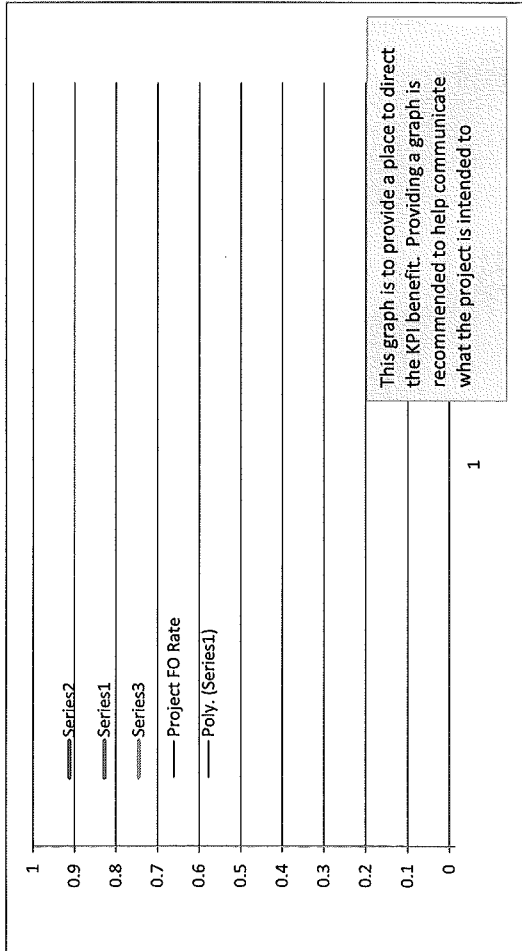 1
0.9
0.8
0.7
0.6
0.5
0.4
0.3
0.2
0.1
0
Series2
Series1
Series3
Project FO Rate
Poly. (Series1)
1
This graph is to provide a place to direct
the KPI benefit. Providing a graph is
recommended to help communicate
what the project is intended to